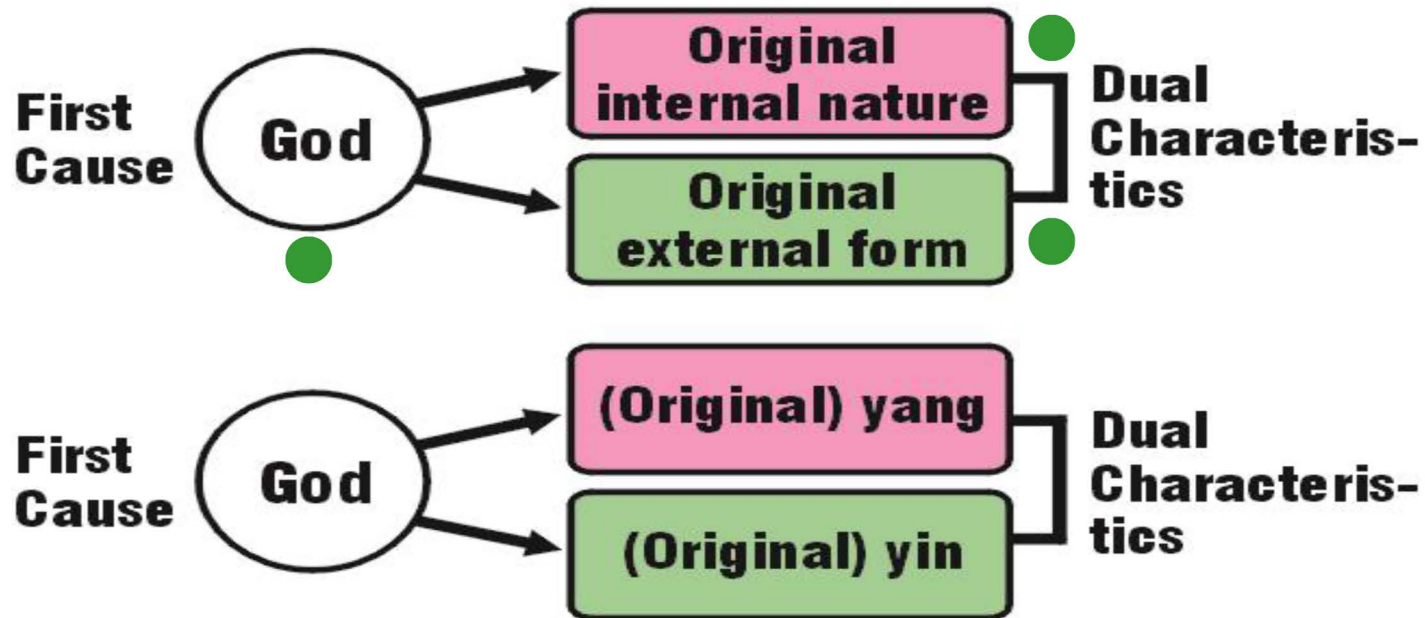 First
Cause
God
Original
internal nature
Original
external form
Dual
Characteris-
tics
First
Cause
God
(Original) yang
(Original) yin
Dual
Characteris-
tics